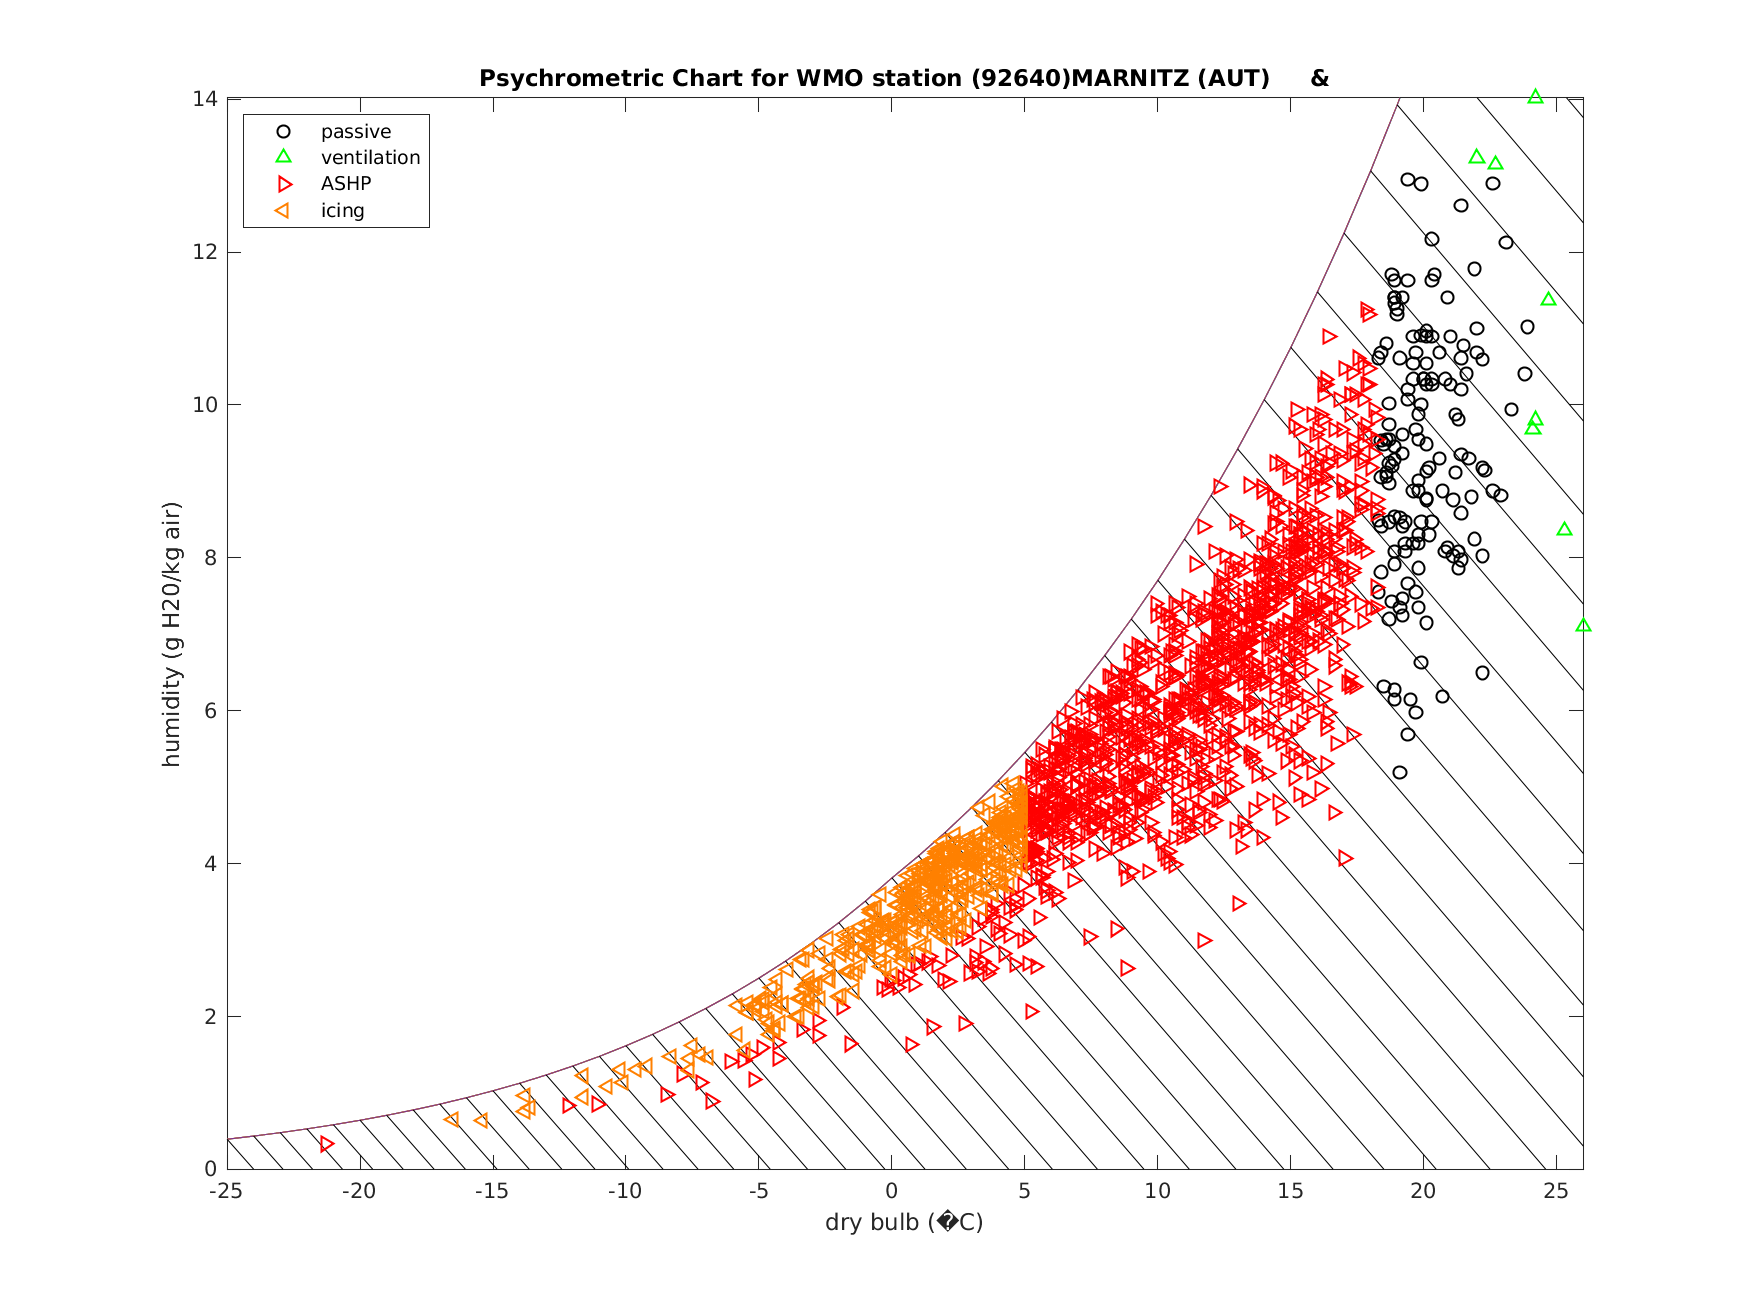 Psychrometric Chart for WMO station (92640)MARNITZ (AUT) &
passive
ventilation
ASHP
icing
14
12
10
8
6
4
2
0
humidity (g H20/kg air)
-25 -20 -15 -10 -5 0 5 10 15 20 25
dry bulb (�C)